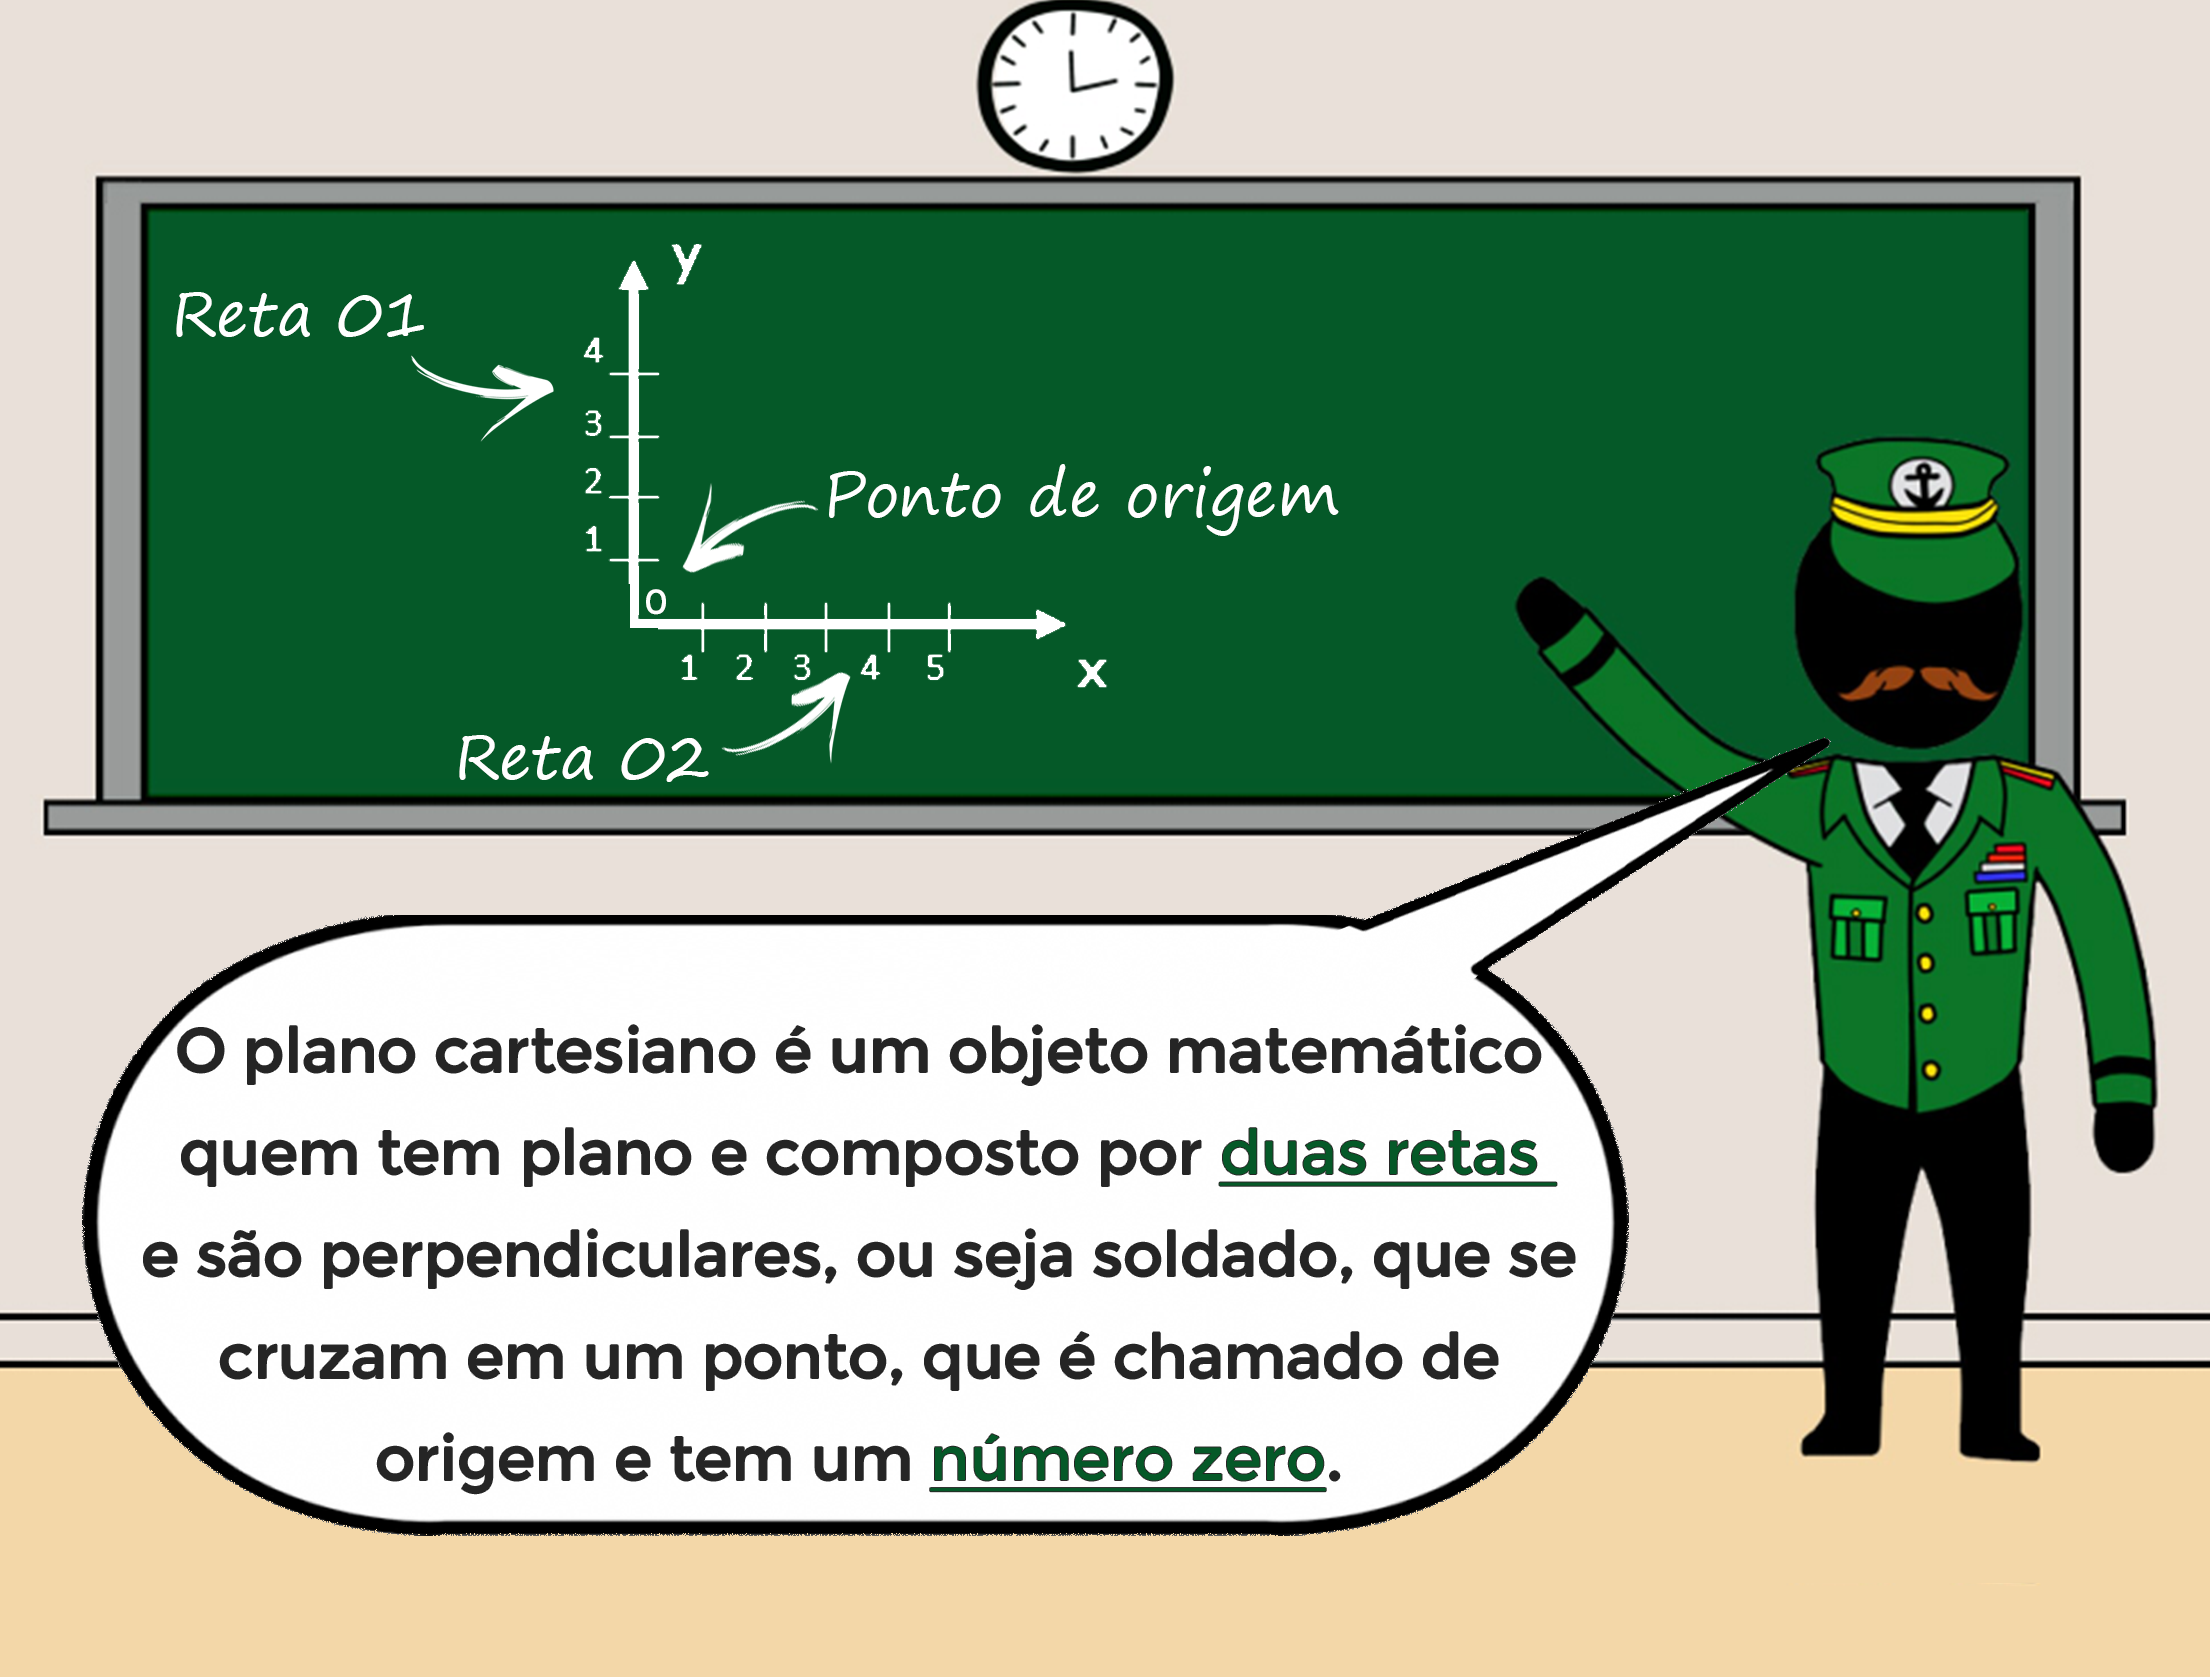 y
Reta 01
4
3
2
1
Ponto de origem
0
1 2 3 4 5
x
Reta 02
O plano cartesiano é um objeto matemático
quem tem plano e composto por duas retas
e são perpendiculares, ou seja soldado, que se
cruzam em um ponto, que é chamado de
origem e tem um número zero.